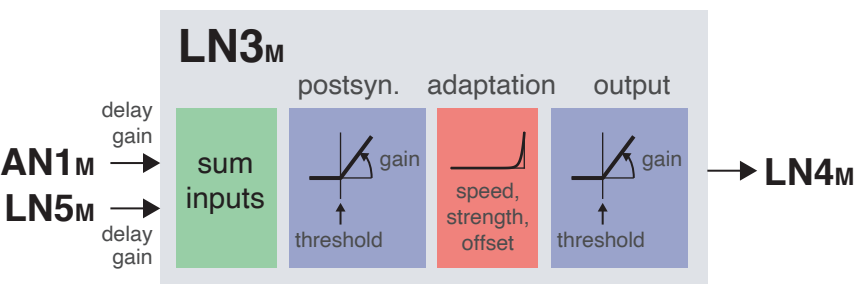 LN3M
postsyn. adaptation output
delay
gain
AN1M
LN5M
delay
gain
sum
inputs
gain
threshold
speed,
strength,
offset
gain
threshold
LN4M